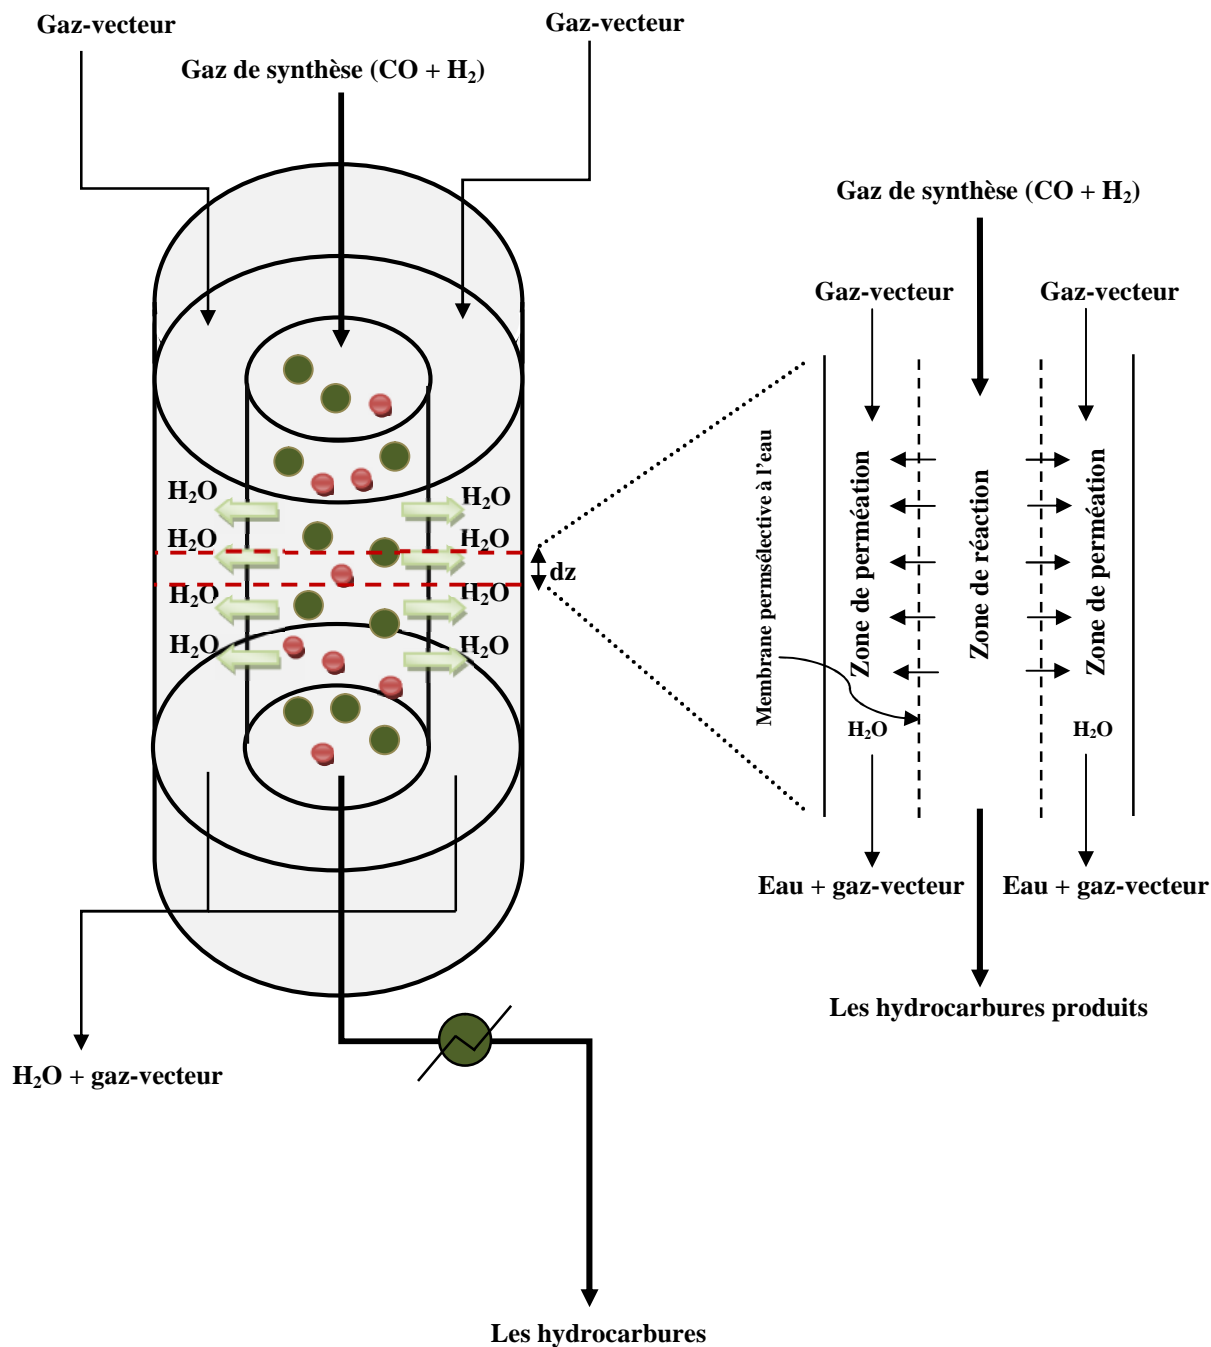 Gaz-vecteur
Gaz-vecteur
Gaz de synthèse (CO + H₂)
H₂O
H₂O
H₂O
H₂O
H₂O
H₂O
H₂O
H₂O
dz
H₂O + gaz-vecteur
Les hydrocarbures
Gaz de synthèse (CO + H₂)
Gaz-vecteur
Gaz-vecteur
Membrane permsélective à l'eau
Zone de perméation
Zone de réaction
Zone de perméation
H₂O
H₂O
Eau + gaz-vecteur
Eau + gaz-vecteur
Les hydrocarbures produits